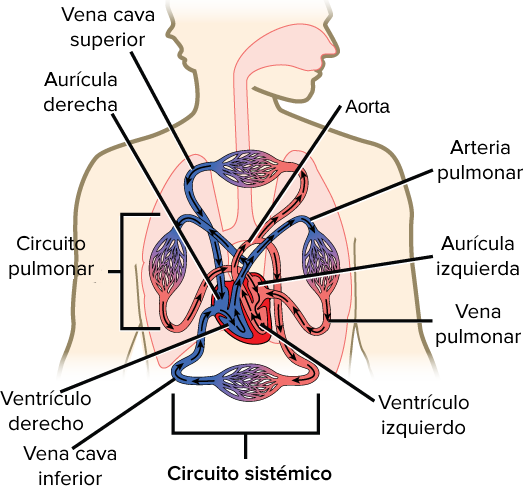 Vena cava
superior
Aurícula
derecha
Aorta
Arteria
pulmonar
Circuito
pulmonar
Aurícula
izquierda
Vena
pulmonar
Ventrículo
derecho
Ventrículo
izquierdo
Vena cava
inferior
Circuito sistémico